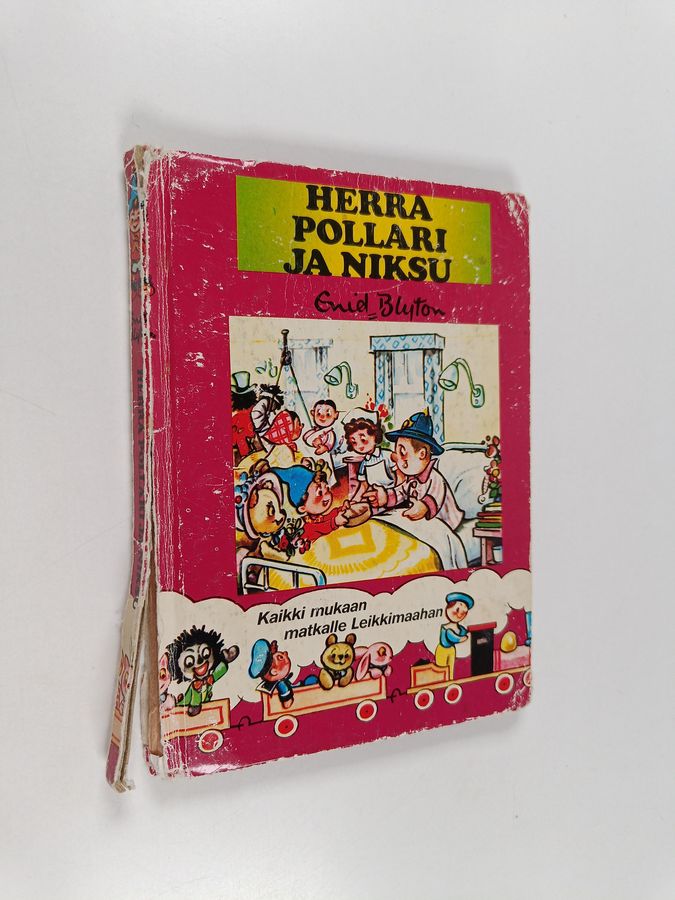 HERRA
POLLARI
JA NIKSU
Enid Blyton
Kaikki mukaan
matkalle Leikkimaahan